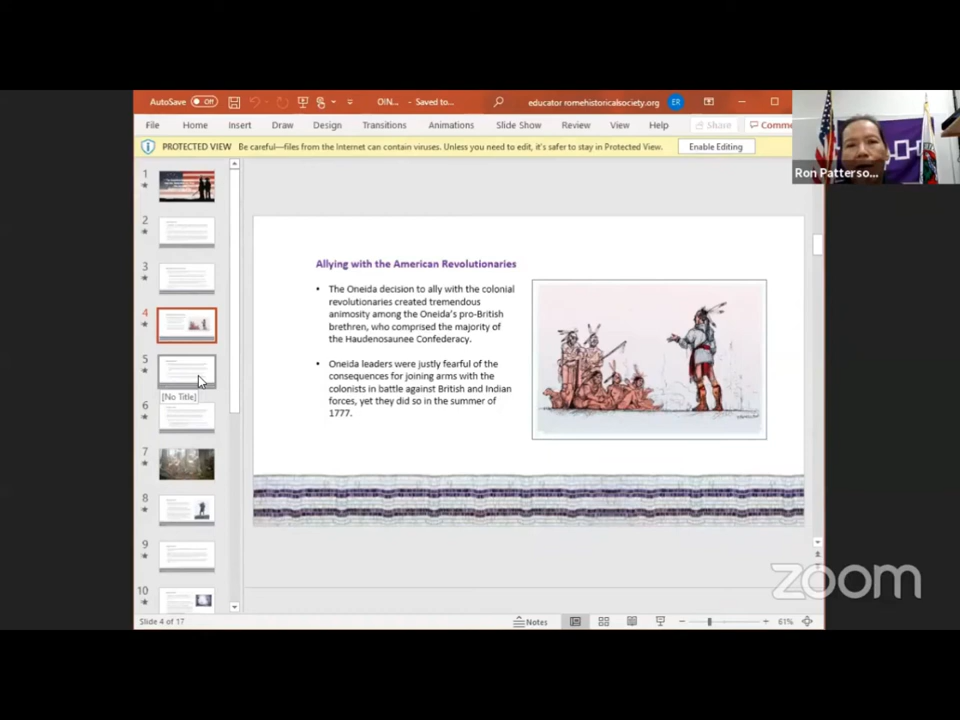 AutoSave Off OIN... - Saved to... educator romehistoricalsociety.org ER
File Home Insert Draw Design Transitions Animations Slide Show Review View Help Share Comme
PROTECTED VIEW Be careful—files from the Internet can contain viruses. Unless you need to edit, it's safer to stay in Protected View. Enable Editing
Ron Patterso...
1
2
3
4
5
[No Title]
6
7
8
9
10
Allying with the American Revolutionaries
• The Oneida decision to ally with the colonial
revolutionaries created tremendous
animosity among the Oneida's pro-British
brethren, who comprised the majority of
the Haudenosaunee Confederacy.
• Oneida leaders were justly fearful of the
consequences for joining arms with the
colonists in battle against British and Indian
forces, yet they did so in the summer of
1777.
zoom
Slide 4 of 17 Notes 61%